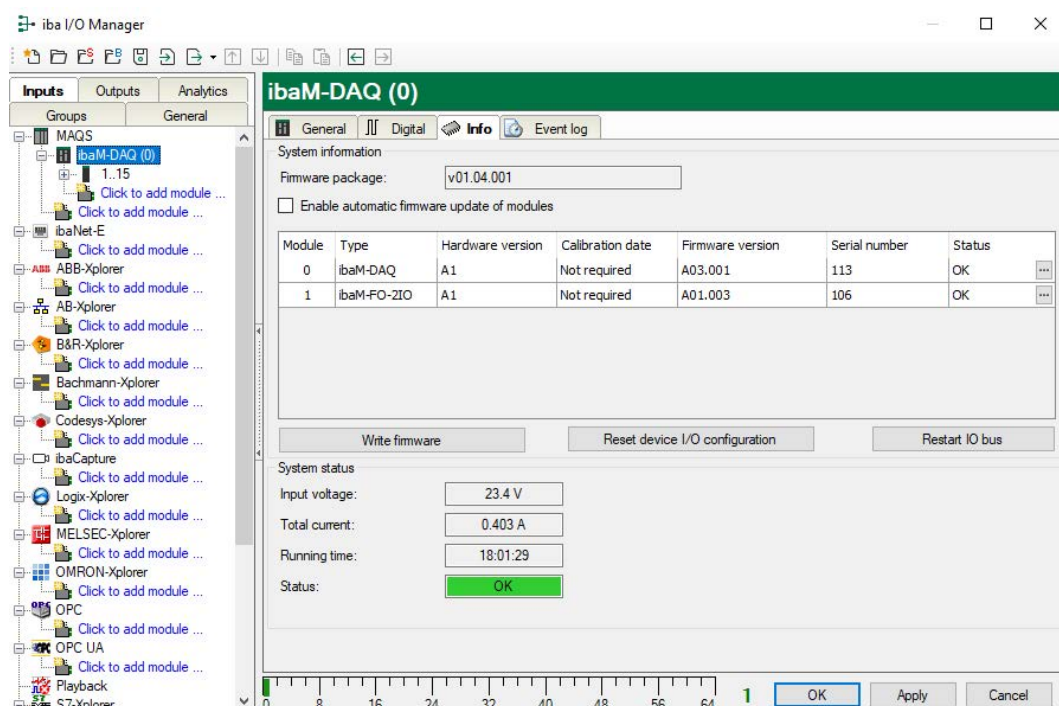 iba I/O Manager
Inputs Outputs Analytics
Groups General
MAQS
ibaM-DAQ (0)
1..15
Click to add module ...
Click to add module ...
ibaNet-E
Click to add module ...
ABB ABB-Xplorer
Click to add module ...
AB-Xplorer
Click to add module ...
B&R-Xplorer
Click to add module ...
Bachmann-Xplorer
Click to add module ...
Codesys-Xplorer
Click to add module ...
ibaCapture
Click to add module ...
Logix-Xplorer
Click to add module ...
MELSEC-Xplorer
Click to add module ...
OMRON-Xplorer
Click to add module ...
OPC OPC
Click to add module ...
OPC UA
Click to add module ...
Playback
S7 S7-Xplorer
ibaM-DAQ (0)
General Digital Info Event log
System information
Firmware package: v01.04.001
Enable automatic firmware update of modules
Module Type Hardware version Calibration date Firmware version Serial number Status
0 ibaM-DAQ A1 Not required A03.001 113 OK ...
1 ibaM-FO-2IO A1 Not required A01.003 106 OK ...
Write firmware Reset device I/O configuration Restart IO bus
System status
Input voltage: 23.4 V
Total current: 0.403 A
Running time: 18:01:29
Status: OK
0 8 16 24 32 40 48 56 64 1 OK Apply Cancel